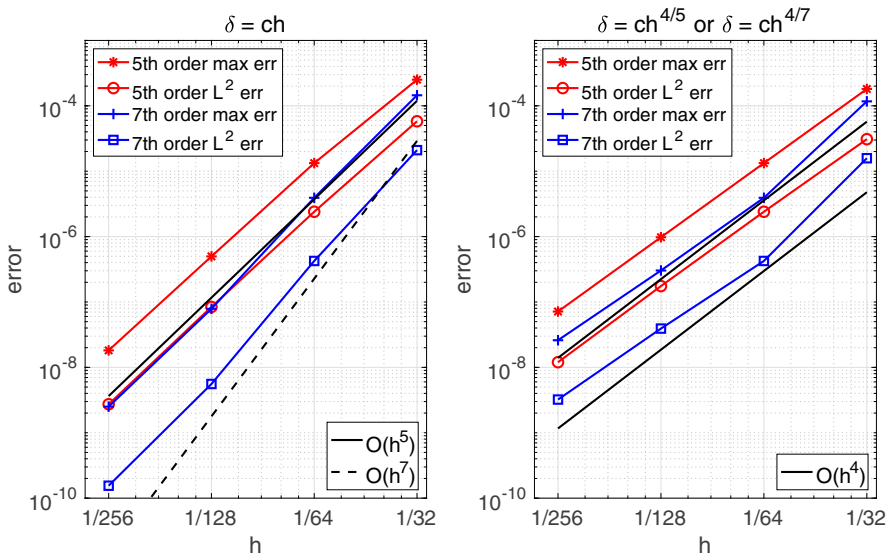 δ = ch
5th order max err
5th order L² err
7th order max err
7th order L² err
O(h⁵)
O(h⁷)
error
10⁻⁴
10⁻⁶
10⁻⁸
10⁻¹⁰
1/256
1/128
1/64
1/32
h
δ = ch^{4/5} or δ = ch^{4/7}
5th order max err
5th order L² err
7th order max err
7th order L² err
O(h⁴)
error
10⁻⁴
10⁻⁶
10⁻⁸
10⁻¹⁰
1/256
1/128
1/64
1/32
h